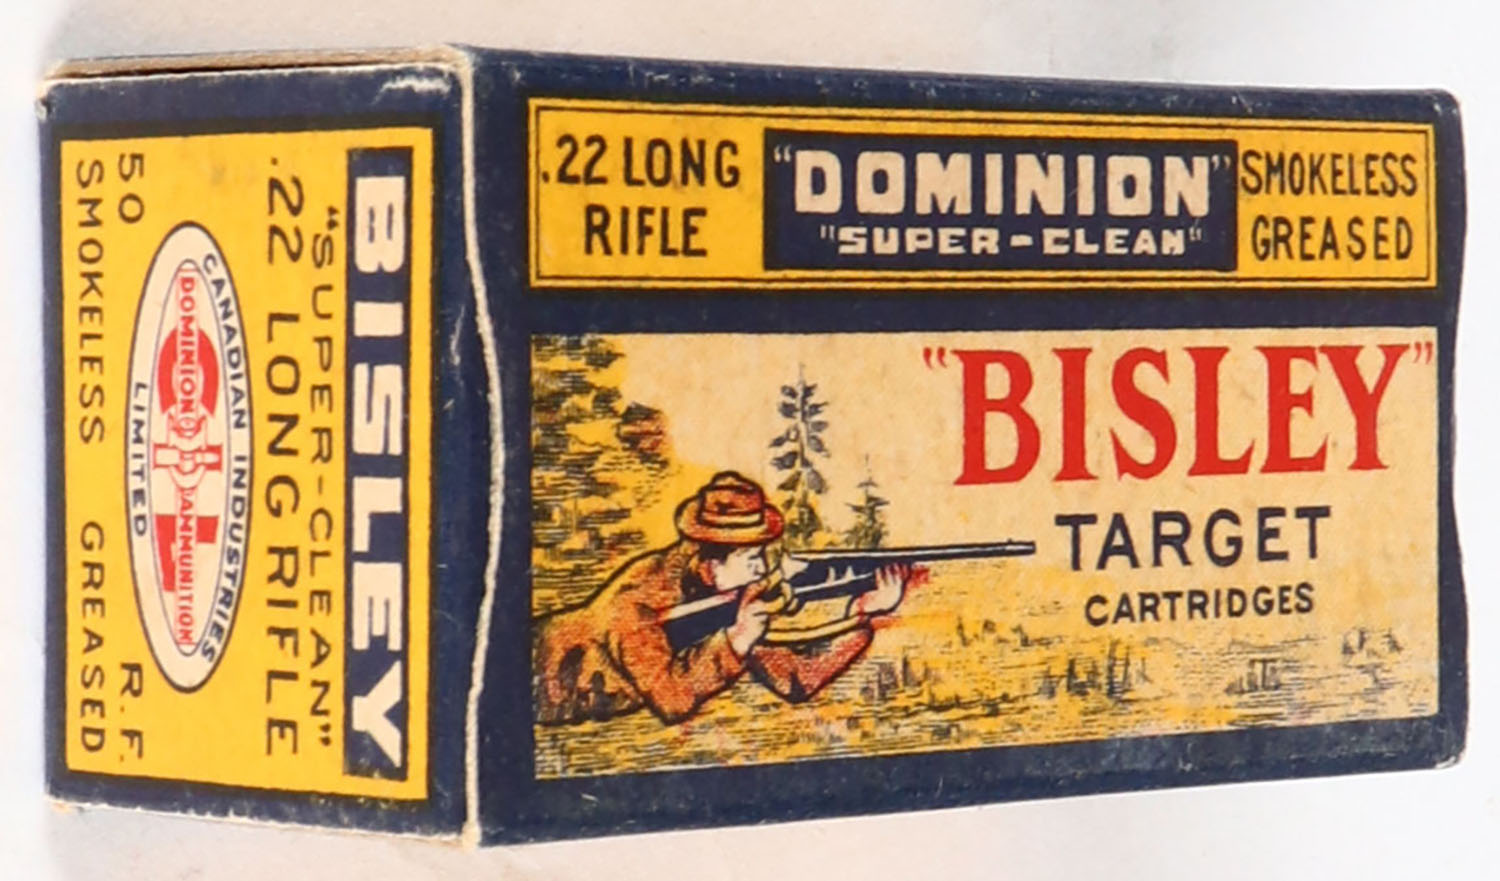 .22 LONG
RIFLE
"DOMINION"
"SUPER-CLEAN"
SMOKELESS
GREASED
"BISLEY"
TARGET
CARTRIDGES
BISLEY
"SUPER-CLEAN"
.22 LONG RIFLE
CANADIAN INDUSTRIES
DOMINION AMMUNITION
LIMITED
50 R.F.
SMOKELESS GREASED